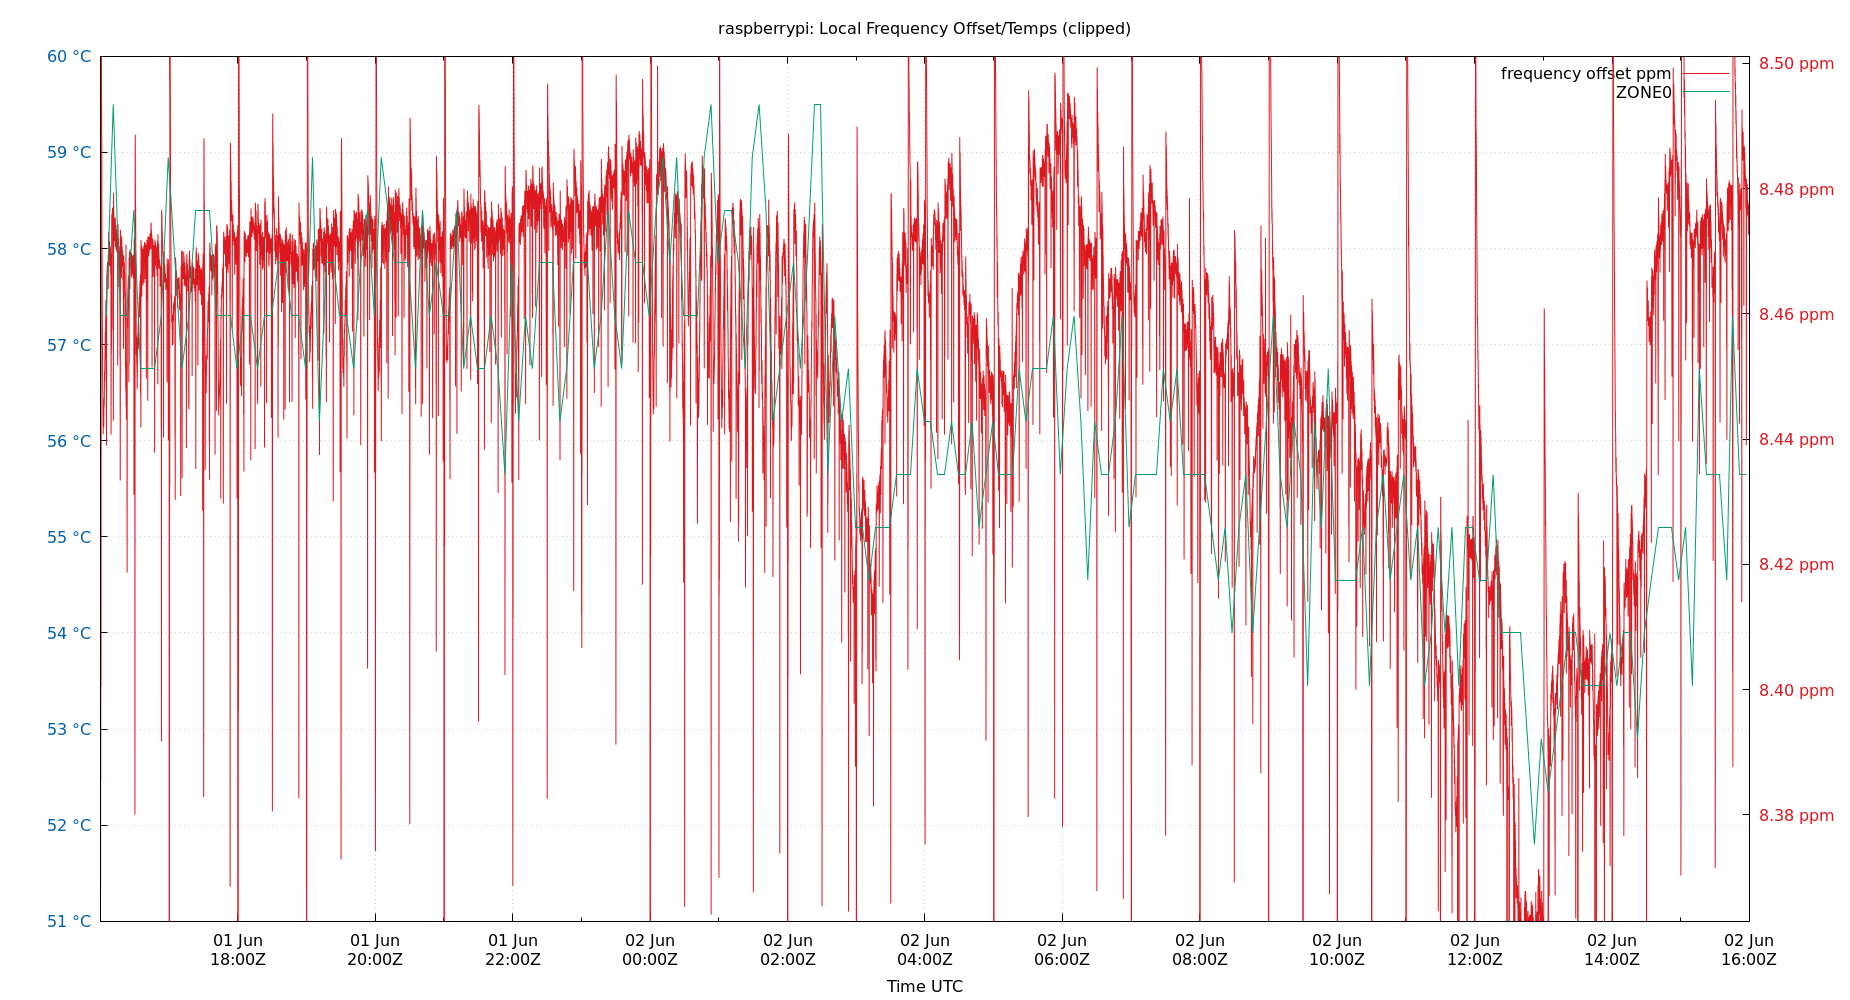 raspberrypi: Local Frequency Offset/Temps (clipped)
60 °C
59 °C
58 °C
57 °C
56 °C
55 °C
54 °C
53 °C
52 °C
51 °C
frequency offset ppm
ZONE0
8.50 ppm
8.48 ppm
8.46 ppm
8.44 ppm
8.42 ppm
8.40 ppm
8.38 ppm
01 Jun 01 Jun 01 Jun 02 Jun 02 Jun 02 Jun 02 Jun 02 Jun 02 Jun 02 Jun 02 Jun 02 Jun
18:00Z 20:00Z 22:00Z 00:00Z 02:00Z 04:00Z 06:00Z 08:00Z 10:00Z 12:00Z 14:00Z 16:00Z
Time UTC